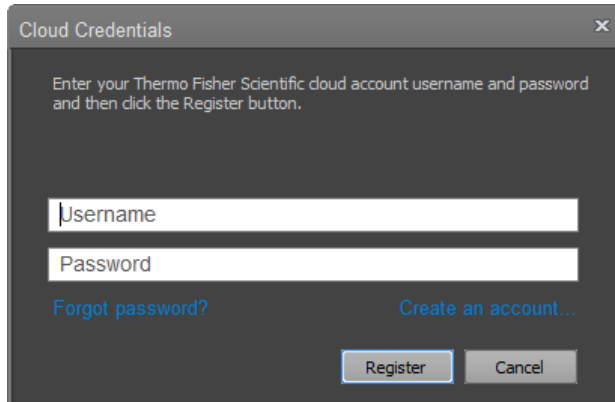 Cloud Credentials
Enter your Thermo Fisher Scientific cloud account username and password
and then click the Register button.
Username
Password
Forgot password?
Create an account...
Register
Cancel